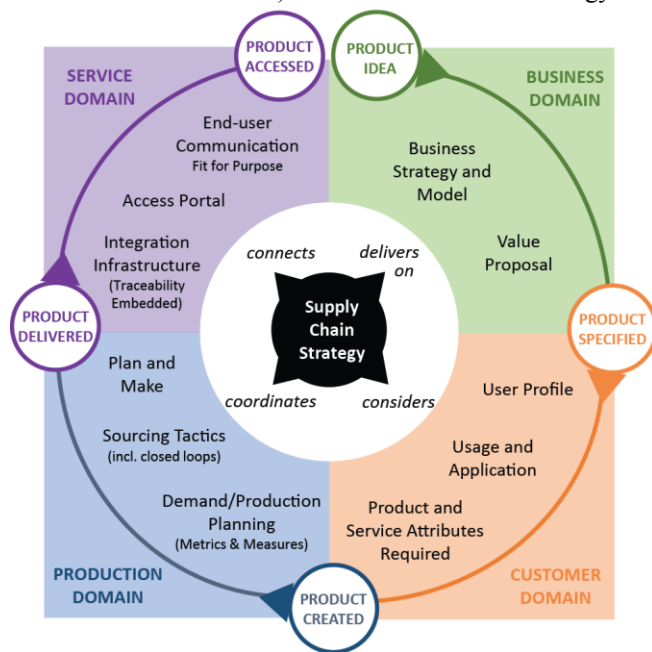 PRODUCT
ACCESSED
PRODUCT
IDEA
SERVICE
DOMAIN
BUSINESS
DOMAIN
End-user
Communication
Fit for Purpose
Access Portal
Integration
Infrastructure
(Traceability
Embedded)
Business
Strategy and
Model
Value
Proposal
connects
delivers
on
Supply
Chain
Strategy
coordinates
considers
PRODUCT
DELIVERED
PRODUCT
SPECIFIED
Plan and
Make
Sourcing Tactics
(incl. closed loops)
Demand/Production
Planning
(Metrics & Measures)
User Profile
Usage and
Application
Product and
Service Attributes
Required
PRODUCTION
DOMAIN
PRODUCT
CREATED
CUSTOMER
DOMAIN